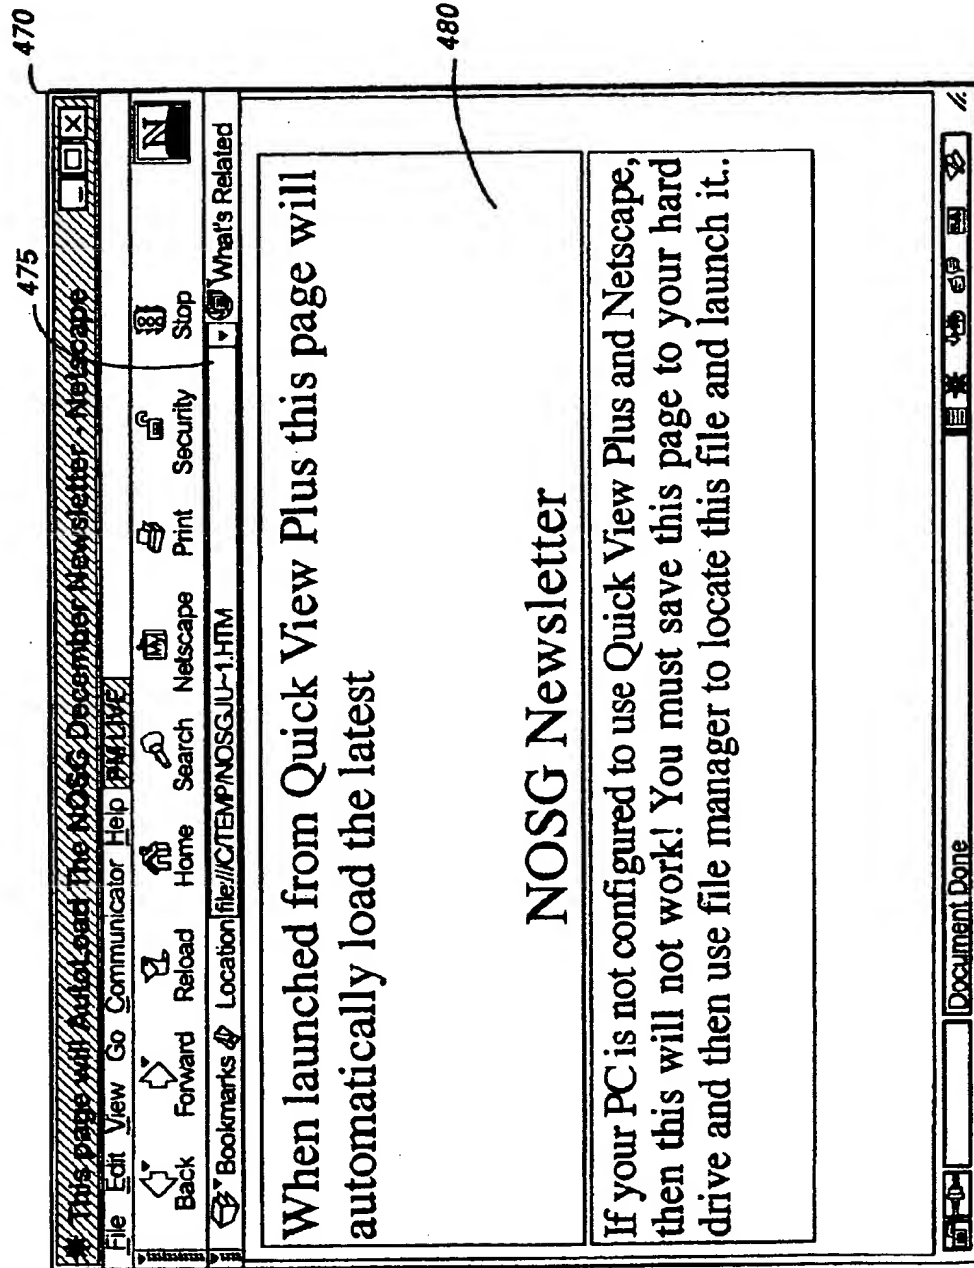 470
475
This page will AutoLoad The NOSG December Newsletter - Netscape
File Edit View Go Communicator Help PM LIVE
N
Back Forward Reload Home Search Netscape Print Security Stop
Bookmarks Location file:///C/TEMP/NOSGJU~1.HTM What's Related
480
When launched from Quick View Plus this page will
automatically load the latest
NOSG Newsletter
If your PC is not configured to use Quick View Plus and Netscape,
then this will not work! You must save this page to your hard
drive and then use file manager to locate this file and launch it..
Document Done